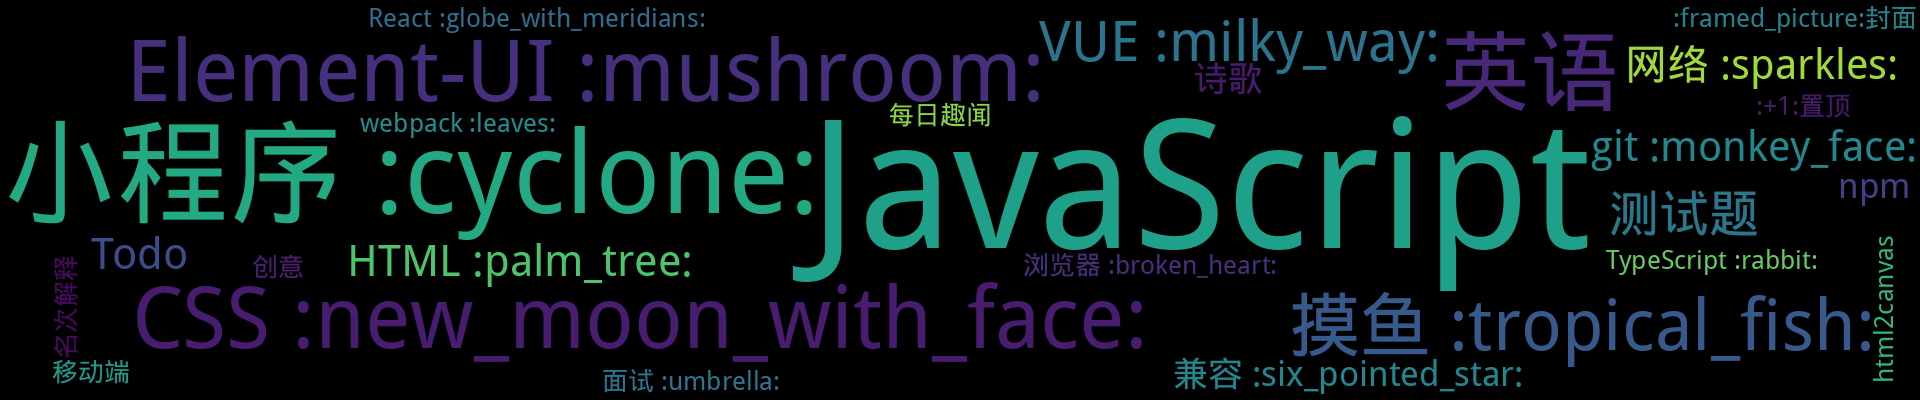 React :globe_with_meridians:
:framed_picture:封面
VUE :milky_way:
Element-UI :mushroom:
英语
网络 :sparkles:
诗歌
:+1:置顶
每日趣闻
webpack :leaves:
小程序 :cyclone:
JavaScript
git :monkey_face:
npm
测试题
Todo
创意
HTML :palm_tree:
浏览器 :broken_heart:
TypeScript :rabbit:
名次解释
CSS :new_moon_with_face:
摸鱼 :tropical_fish:
html2canvas
移动端
面试 :umbrella:
兼容 :six_pointed_star: